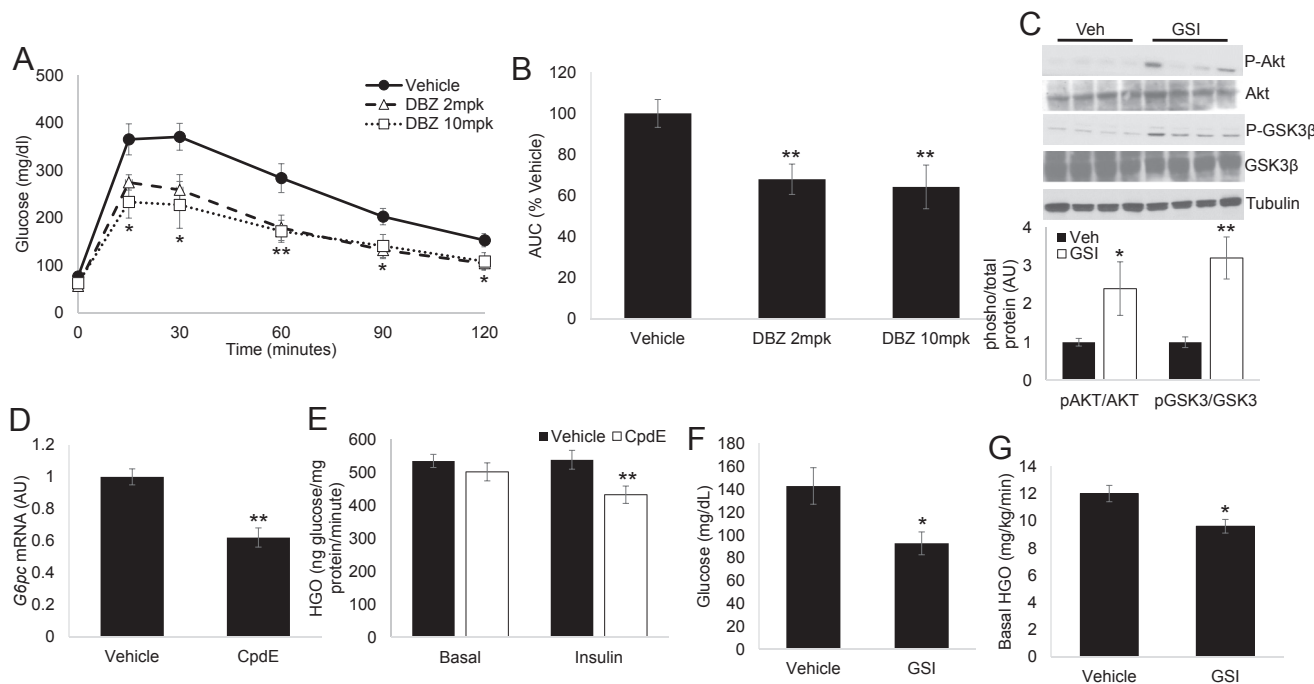 A
500
400
300
200
100
0
Glucose (mg/dl)
Vehicle
DBZ 2mpk
DBZ 10mpk
* * ** * *
0 30 60 90 120
Time (minutes)
B
120
100
80
60
40
20
0
AUC (% Vehicle)
** **
Vehicle DBZ 2mpk DBZ 10mpk
C
Veh GSI
P-Akt
Akt
P-GSK3β
GSK3β
Tubulin
4
3
2
1
0
phosho/total
protein (AU)
Veh
GSI
* **
pAKT/AKT pGSK3/GSK3
D
1.2
1
0.8
0.6
0.4
0.2
0
G6pc mRNA (AU)
**
Vehicle CpdE
E
600
500
400
300
200
100
0
HGO (ng glucose/mg
protein/minute)
Vehicle CpdE
**
Basal Insulin
F
180
160
140
120
100
80
60
40
20
0
Glucose (mg/dL)
*
Vehicle GSI
G
14
12
10
8
6
4
2
0
Basal HGO (mg/kg/min)
*
Vehicle GSI